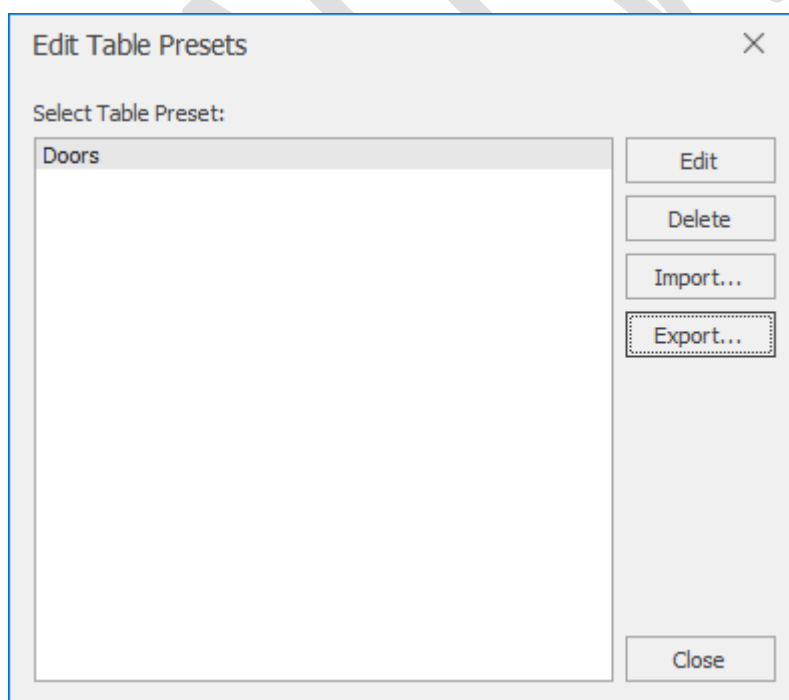 Edit Table Presets
Select Table Preset:
Doors
Edit
Delete
Import...
Export...
Close